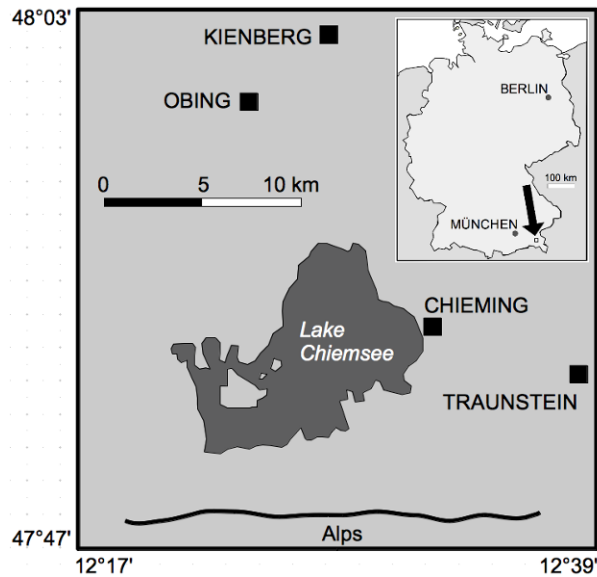 48°03'
KIENBERG
OBING
BERLIN
0 5 10 km
100 km
MÜNCHEN
CHIEMING
Lake
Chiemsee
TRAUNSTEIN
Alps
47°47'
12°17' 12°39'